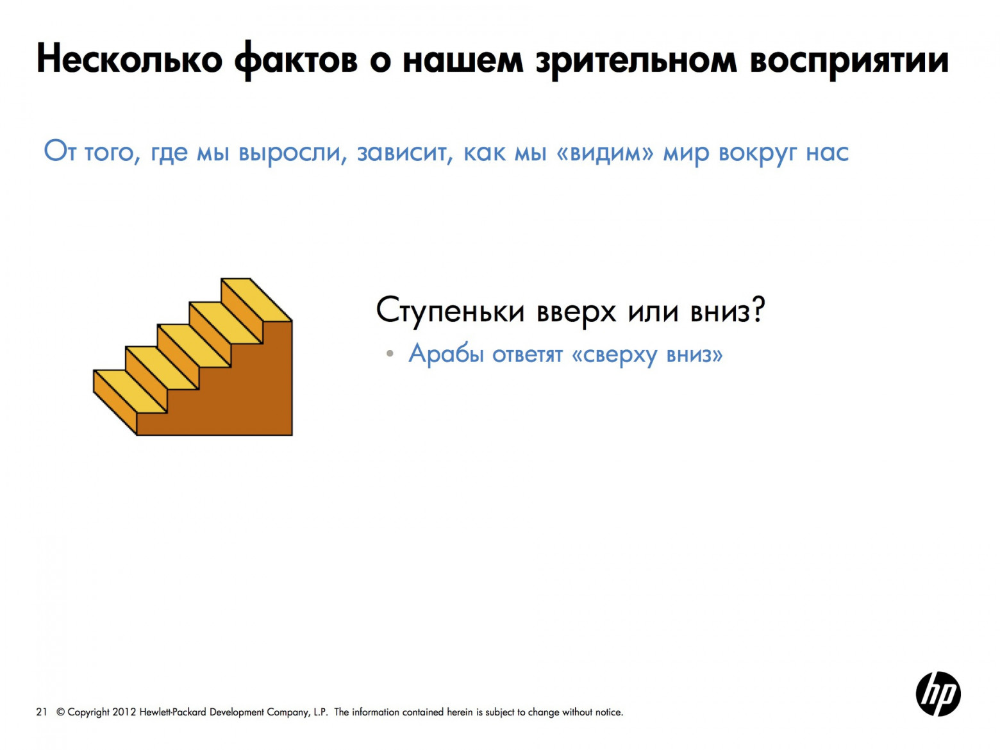 Несколько фактов о нашем зрительном восприятии
От того, где мы выросли, зависит, как мы «видим» мир вокруг нас
Ступеньки вверх или вниз?
• Арабы ответят «сверху вниз»
hp
21 © Copyright 2012 Hewlett-Packard Development Company, L.P. The information contained herein is subject to change without notice.